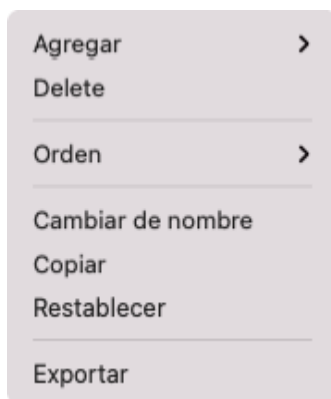 Agregar
Delete
Orden
Cambiar de nombre
Copiar
Restablecer
Exportar